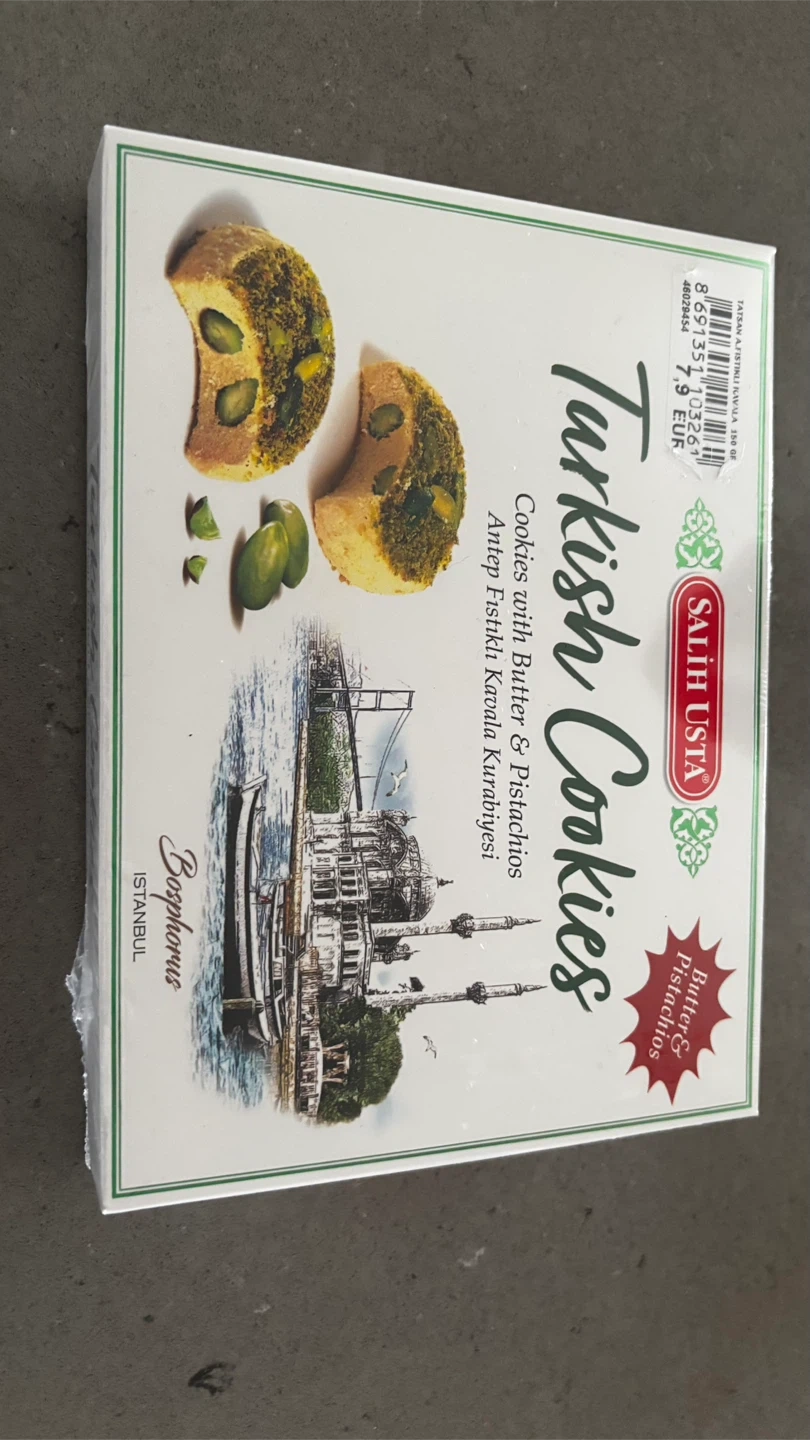 TATSAN A.FISTIKLI KAVALA 150 GR
8 691351 103261
46029454
7,9 EUR
SALİH USTA®
Butter &
Pistachios
Turkish Cookies
Cookies with Butter & Pistachios
Antep Fıstıklı Kavala Kurabiyesi
Bosphorus
ISTANBUL